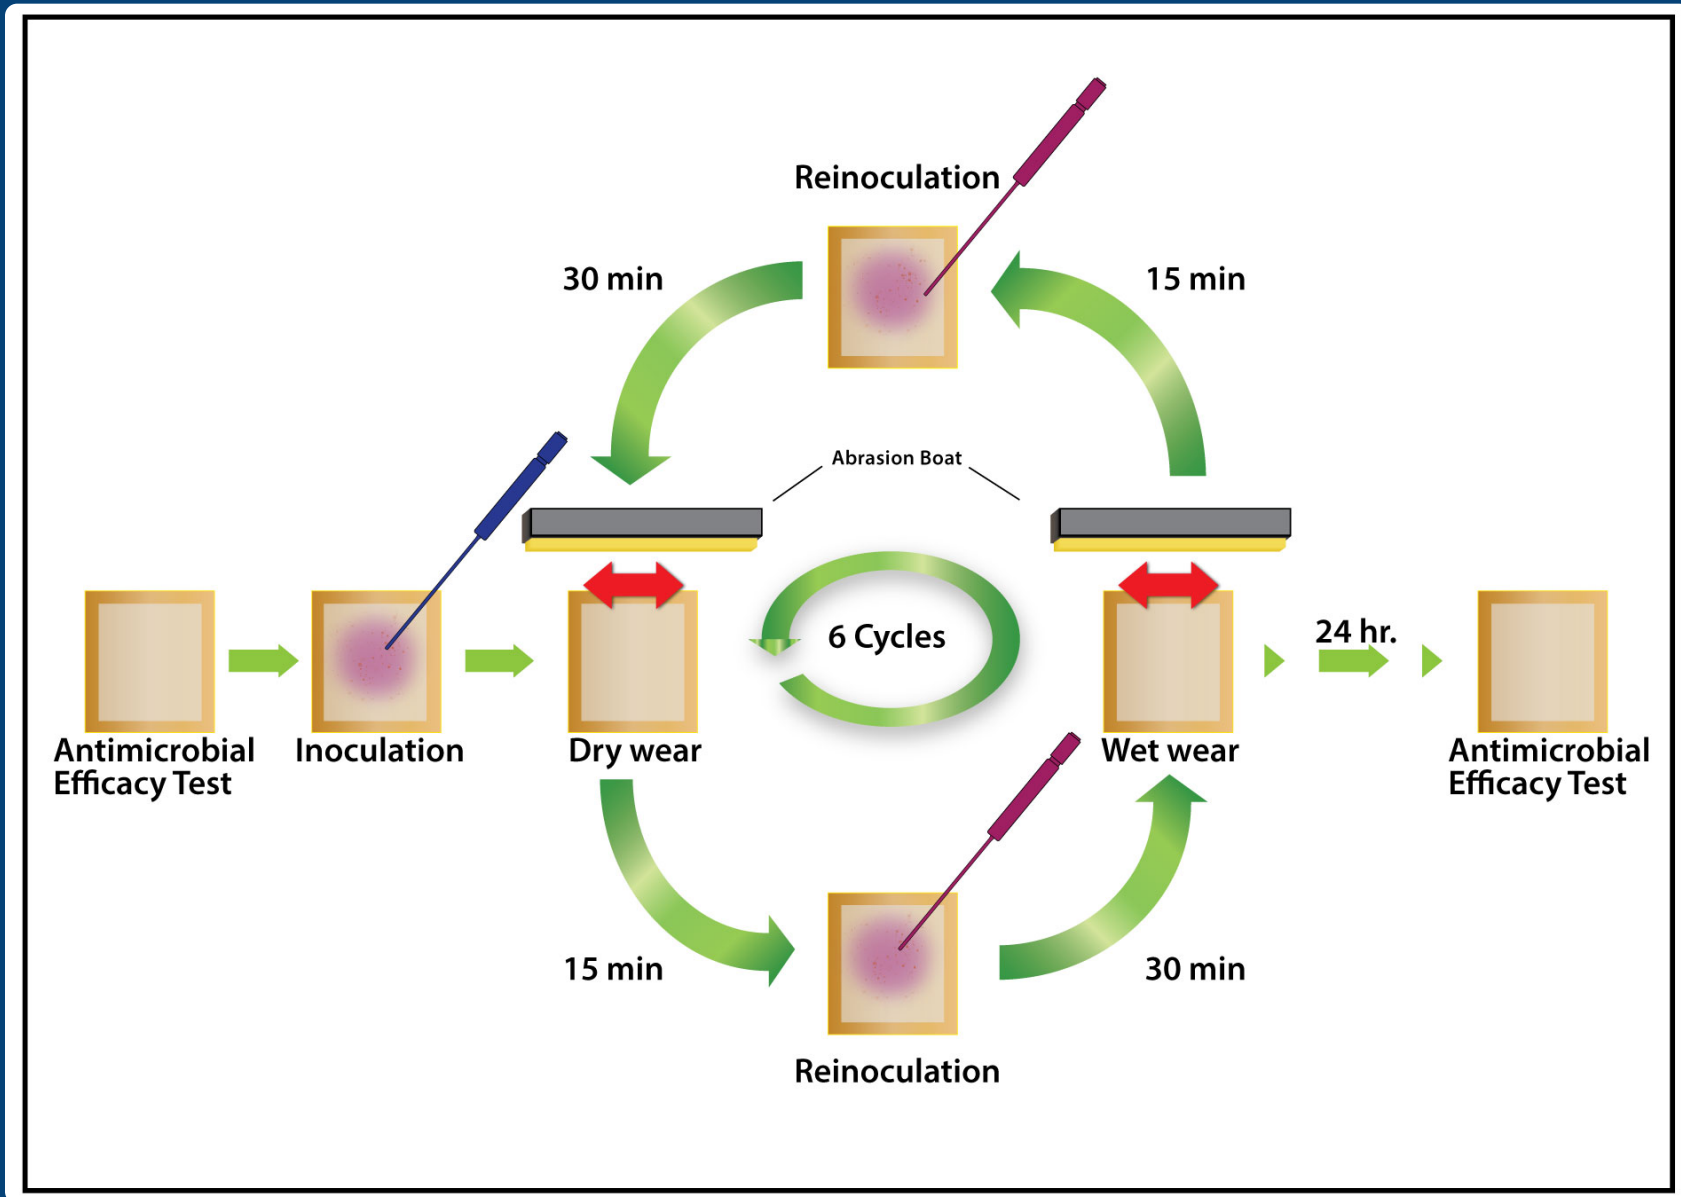 Reinoculation
30 min
15 min
Abrasion Boat
6 Cycles
24 hr.
Antimicrobial
Efficacy Test
Inoculation
Dry wear
Wet wear
Antimicrobial
Efficacy Test
15 min
30 min
Reinoculation